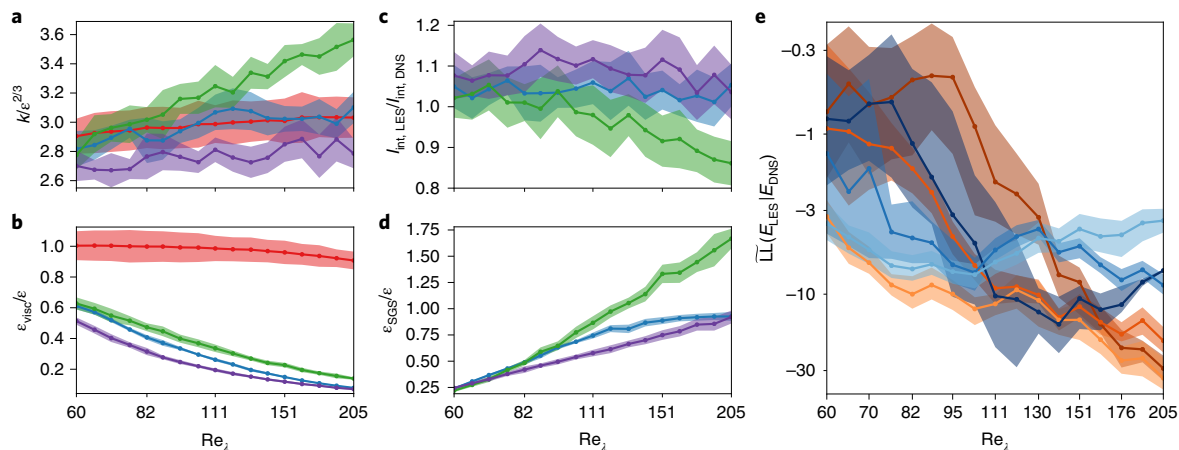 a
k/ε^2/3
3.6
3.4
3.2
3.0
2.8
2.6
b
ε_visc/ε
1.0
0.8
0.6
0.4
0.2
60 82 111 151 205
Re_λ
c
I_int, LES/I_int, DNS
1.2
1.1
1.0
0.9
0.8
d
ε_SGS/ε
1.75
1.50
1.25
1.00
0.75
0.50
0.25
60 82 111 151 205
Re_λ
e
L̃L̃(E_LES|E_DNS)
−0.3
−1
−3
−10
−30
60 70 82 95 111 130 151 176 205
Re_λ